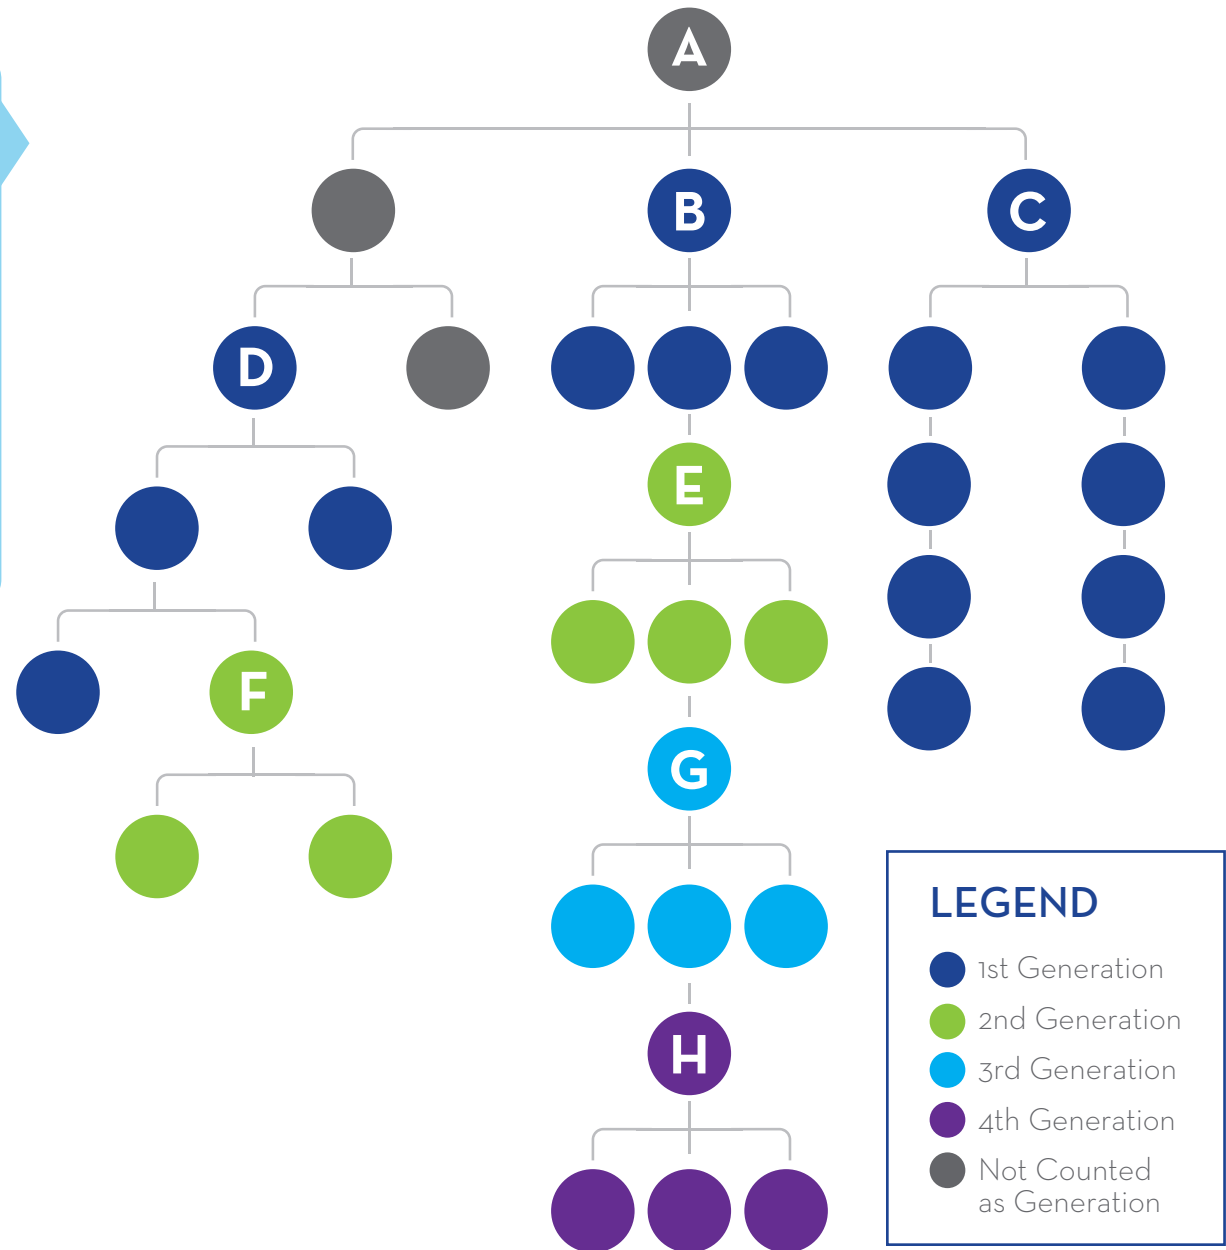 A
B
C
D
E
F
G
H
LEGEND
1st Generation
2nd Generation
3rd Generation
4th Generation
Not Counted
as Generation